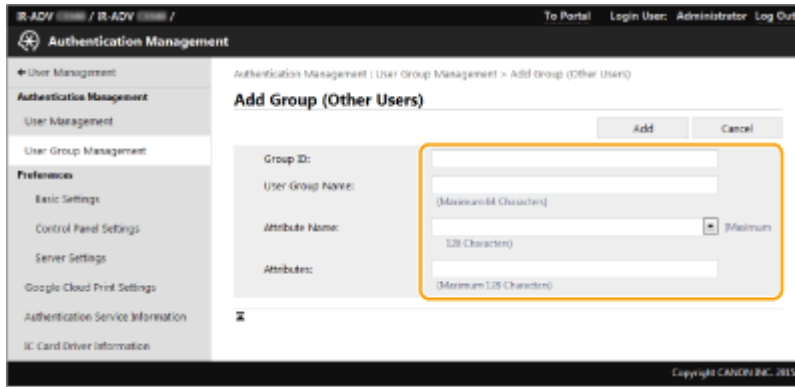 IR-ADV / IR-ADV /
To Portal Login User: Administrator Log Out
Authentication Management
User Management
Authentication Management : User Group Management > Add Group (Other Users)
Authentication Management
Add Group (Other Users)
User Management
Add Cancel
User Group Management
Group ID:
Preferences
User Group Name:
(Maximum 64 Characters)
Basic Settings
Control Panel Settings
Attribute Name:
(Maximum
128 Characters)
Server Settings
Attributes:
Google Cloud Print Settings
(Maximum 128 Characters)
Authentication Service Information
IC Card Driver Information
Copyright CANON INC. 2015